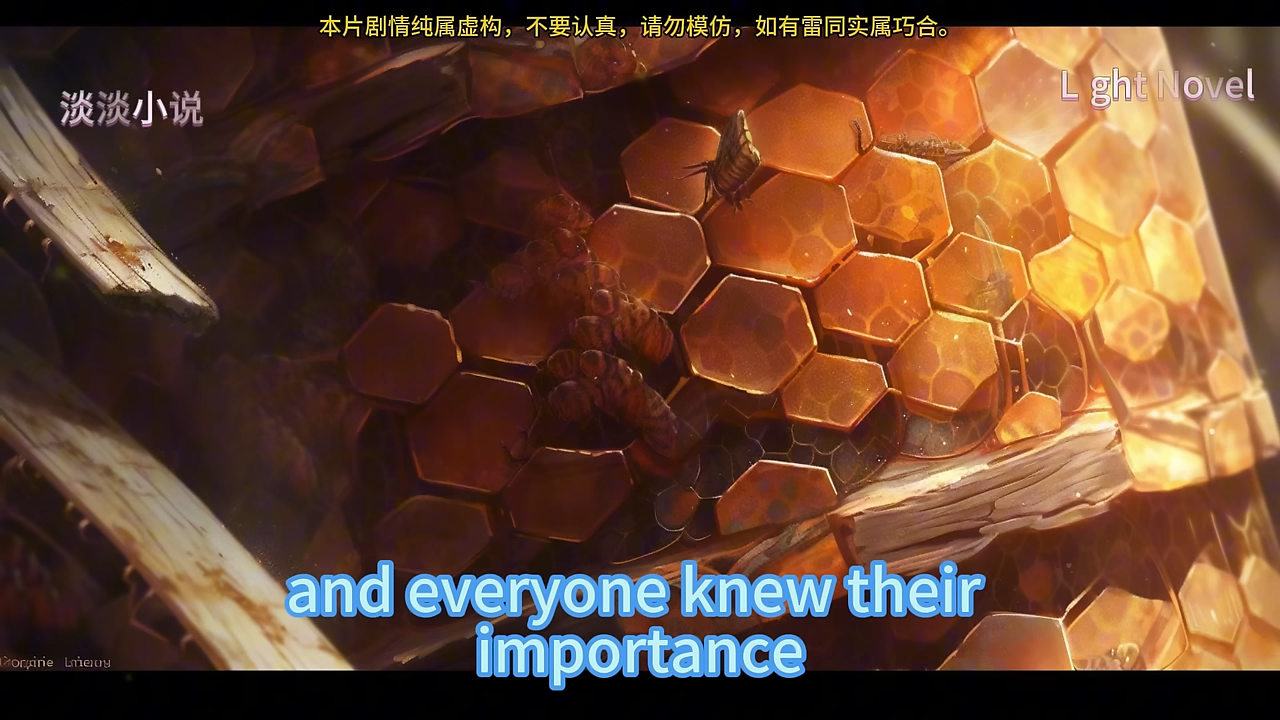 本片剧情纯属虚构，不要认真，请勿模仿，如有雷同实属巧合。
淡淡小说
L ght Novel
and everyone knew their
importance